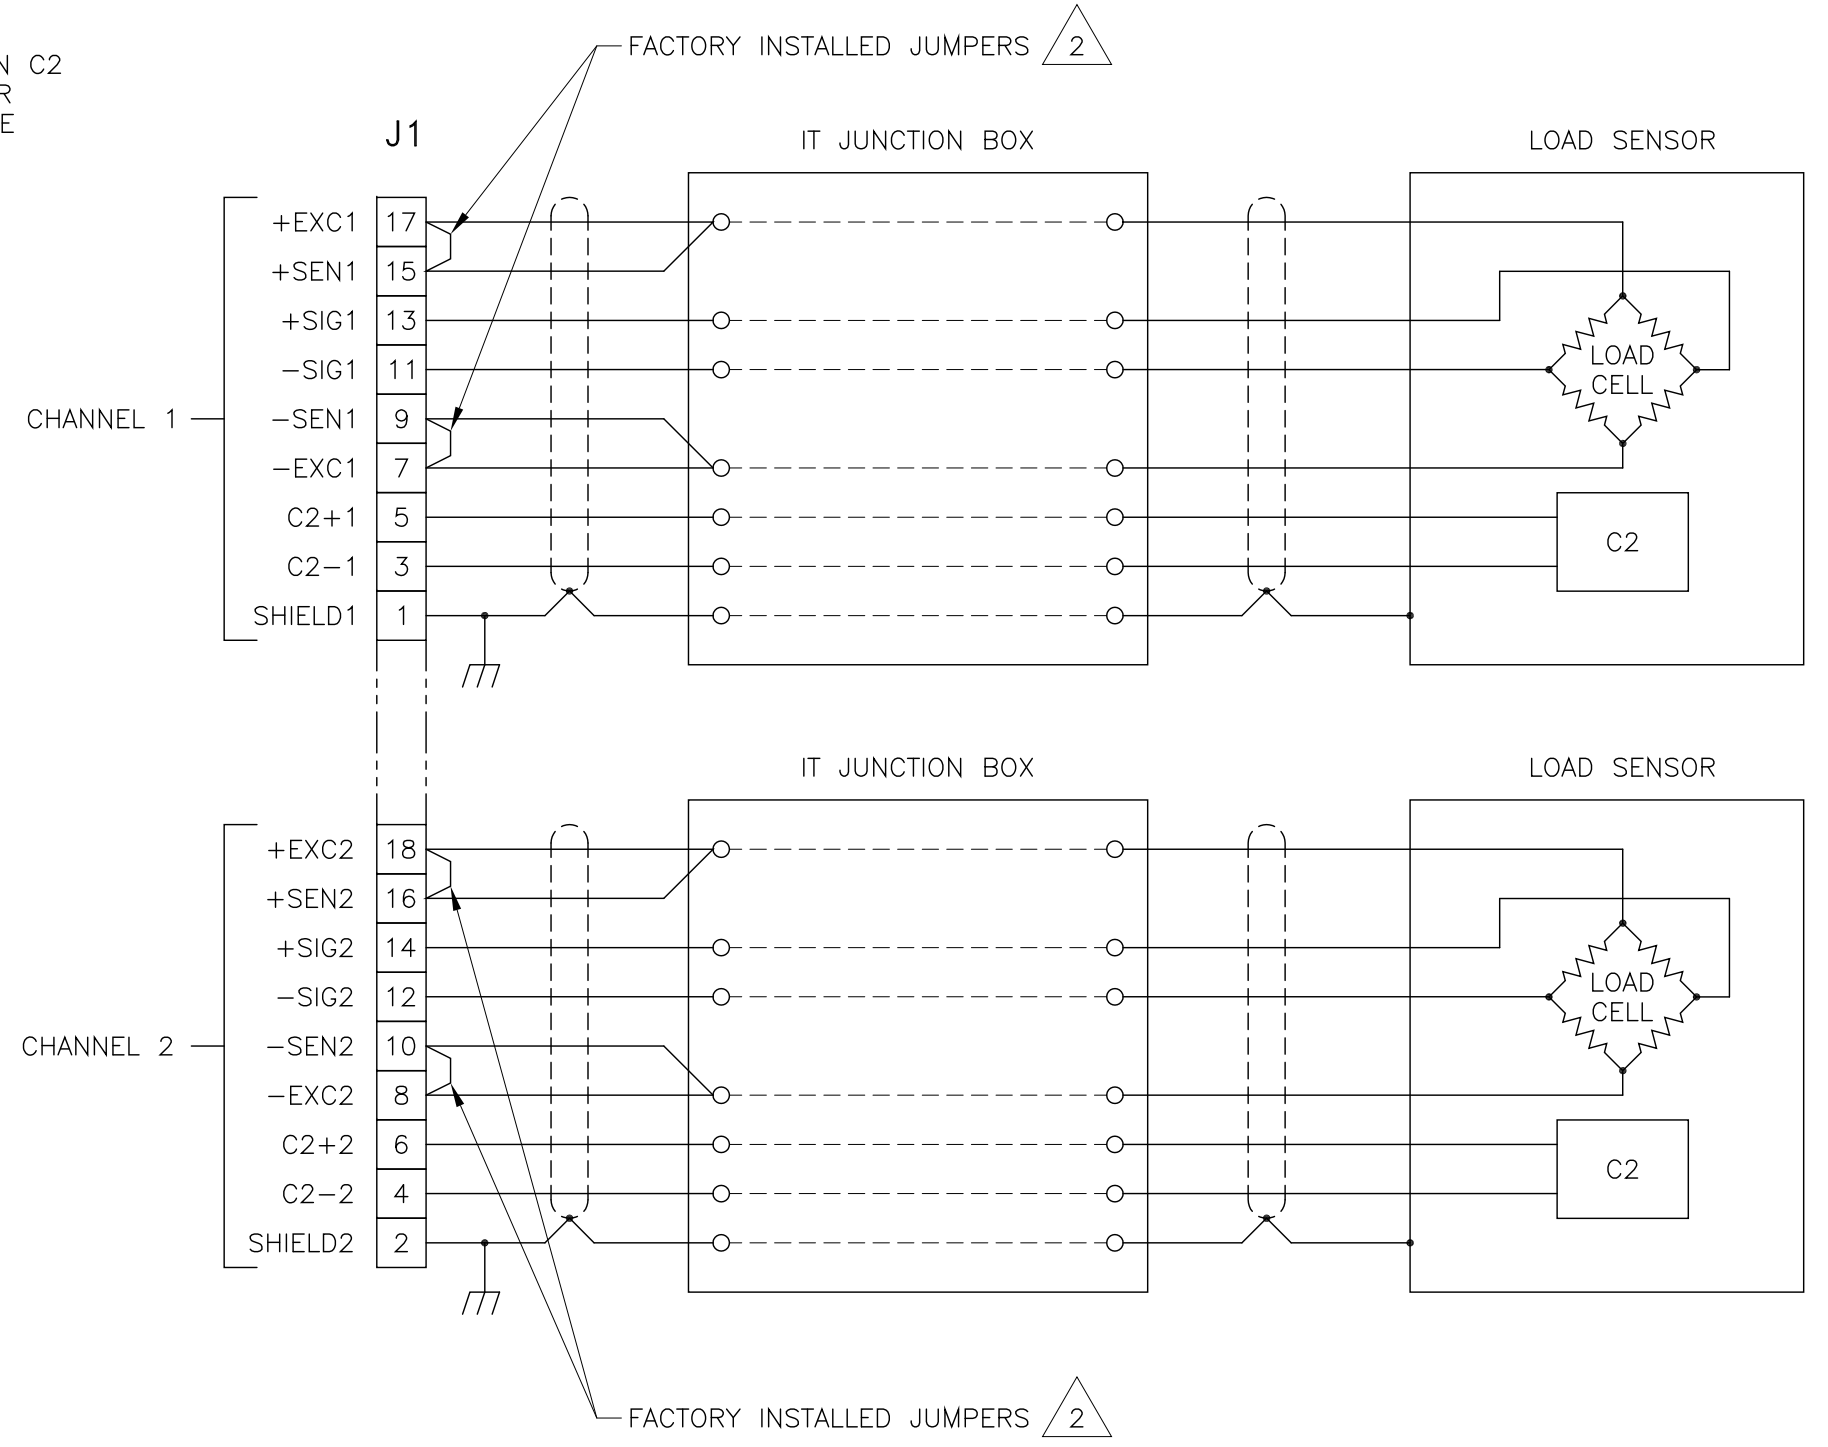 C2
R
E
FACTORY INSTALLED JUMPERS 2
J1
IT JUNCTION BOX
LOAD SENSOR
CHANNEL 1
+EXC1 17
+SEN1 15
+SIG1 13
−SIG1 11
−SEN1 9
−EXC1 7
C2+1 5
C2−1 3
SHIELD1 1
LOAD
CELL
C2
IT JUNCTION BOX
LOAD SENSOR
CHANNEL 2
+EXC2 18
+SEN2 16
+SIG2 14
−SIG2 12
−SEN2 10
−EXC2 8
C2+2 6
C2−2 4
SHIELD2 2
LOAD
CELL
C2
FACTORY INSTALLED JUMPERS 2